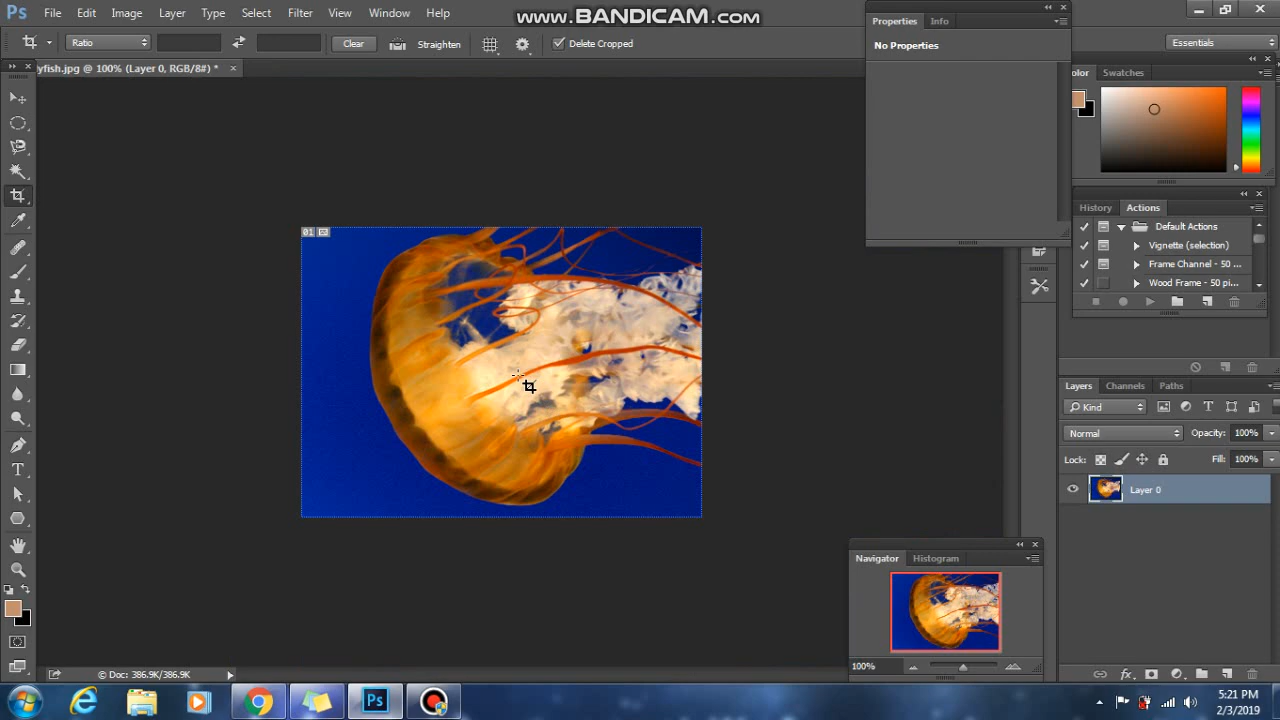 Ps File Edit Image Layer Type Select Filter View Window Help
www.BANDICAM.com
Ratio Clear Straighten Delete Cropped
Essentials
yfish.jpg @ 100% (Layer 0, RGB/8#) * ×
Properties Info
No Properties
olor Swatches
History Actions
Default Actions
Vignette (selection)
Frame Channel - 50 ...
Wood Frame - 50 pi...
01
Layers Channels Paths
Kind
Normal Opacity: 100%
Lock: Fill: 100%
Layer 0
Navigator Histogram
100%
© Doc: 386.9K/386.9K
Ps
5:21 PM
2/3/2019